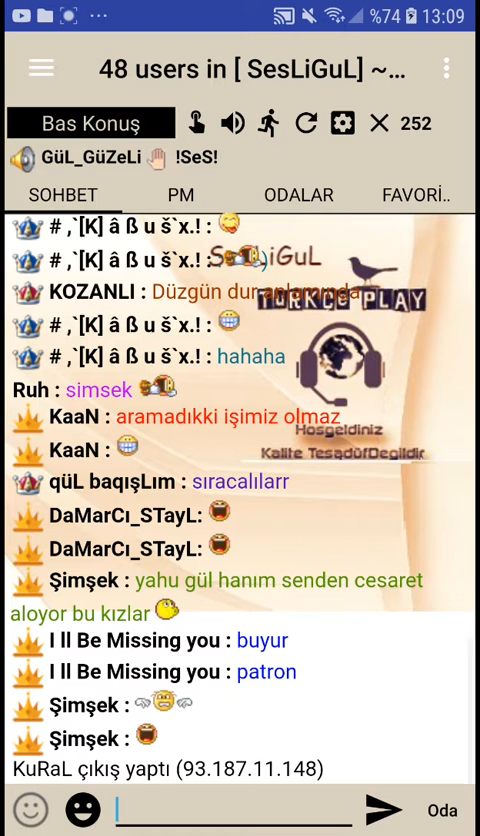 %74 13:09
48 users in [ SesLiGuL] ~...
Bas Konuş 252
GüL_GüZeLi !SeS!
SOHBET PM ODALAR FAVORİ..
# ,`[K] â ß u š`x.! :
# ,`[K] â ß u š`x.! : )
SesLiGuL
KOZANLI : Düzgün dur anlamında
TÜRKÇE PLAY
# ,`[K] â ß u š`x.! :
# ,`[K] â ß u š`x.! : hahaha
Ruh : simsek
KaaN : aramadıkki işimiz olmaz
Hosgeldiniz
KaaN :
Kalite TesadüfDegildir
qüL baqışLım : sıracalılarr
DaMarCı_STayL:
DaMarCı_STayL:
Şimşek : yahu gül hanım senden cesaret
aloyor bu kızlar
I ll Be Missing you : buyur
I ll Be Missing you : patron
Şimşek :
Şimşek :
KuRaL çıkış yaptı (93.187.11.148)
Oda